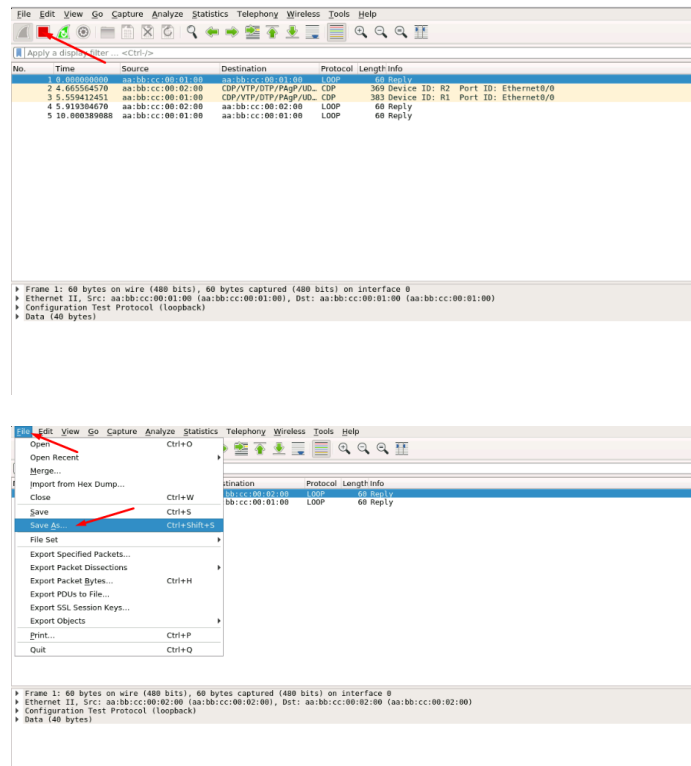 File Edit View Go Capture Analyze Statistics Telephony Wireless Tools Help
Apply a display filter ... <Ctrl-/>
No. Time Source Destination Protocol Length Info
1 0.000000000 aa:bb:cc:00:01:00 aa:bb:cc:00:01:00 LOOP 60 Reply
2 4.665564570 aa:bb:cc:00:02:00 CDP/VTP/DTP/PAgP/UD… CDP 369 Device ID: R2 Port ID: Ethernet0/0
3 5.559412451 aa:bb:cc:00:01:00 CDP/VTP/DTP/PAgP/UD… CDP 383 Device ID: R1 Port ID: Ethernet0/0
4 5.919304670 aa:bb:cc:00:02:00 aa:bb:cc:00:02:00 LOOP 60 Reply
5 10.000389088 aa:bb:cc:00:01:00 aa:bb:cc:00:01:00 LOOP 60 Reply
Frame 1: 60 bytes on wire (480 bits), 60 bytes captured (480 bits) on interface 0
Ethernet II, Src: aa:bb:cc:00:01:00 (aa:bb:cc:00:01:00), Dst: aa:bb:cc:00:01:00 (aa:bb:cc:00:01:00)
Configuration Test Protocol (loopback)
Data (40 bytes)
File Edit View Go Capture Analyze Statistics Telephony Wireless Tools Help
Open Ctrl+O
Open Recent
Merge...
Import from Hex Dump...
Close Ctrl+W
Save Ctrl+S
Save As... Ctrl+Shift+S
File Set
Export Specified Packets...
Export Packet Dissections
Export Packet Bytes... Ctrl+H
Export PDUs to File...
Export SSL Session Keys...
Export Objects
Print... Ctrl+P
Quit Ctrl+Q
stination Protocol Length Info
bb:cc:00:02:00 LOOP 60 Reply
bb:cc:00:01:00 LOOP 60 Reply
Frame 1: 60 bytes on wire (480 bits), 60 bytes captured (480 bits) on interface 0
Ethernet II, Src: aa:bb:cc:00:02:00 (aa:bb:cc:00:02:00), Dst: aa:bb:cc:00:02:00 (aa:bb:cc:00:02:00)
Configuration Test Protocol (loopback)
Data (40 bytes)